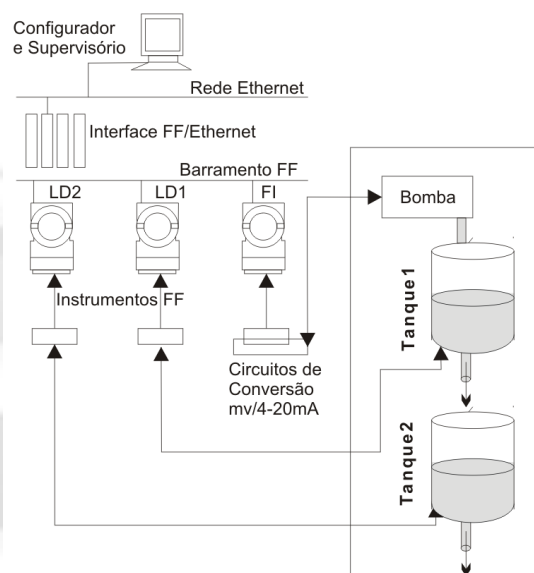 Configurador
e Supervisório
Rede Ethernet
Interface FF/Ethernet
Barramento FF
LD2
LD1
FI
Bomba
Instrumentos FF
Tanque1
Circuitos de
Conversão
mv/4-20mA
Tanque2